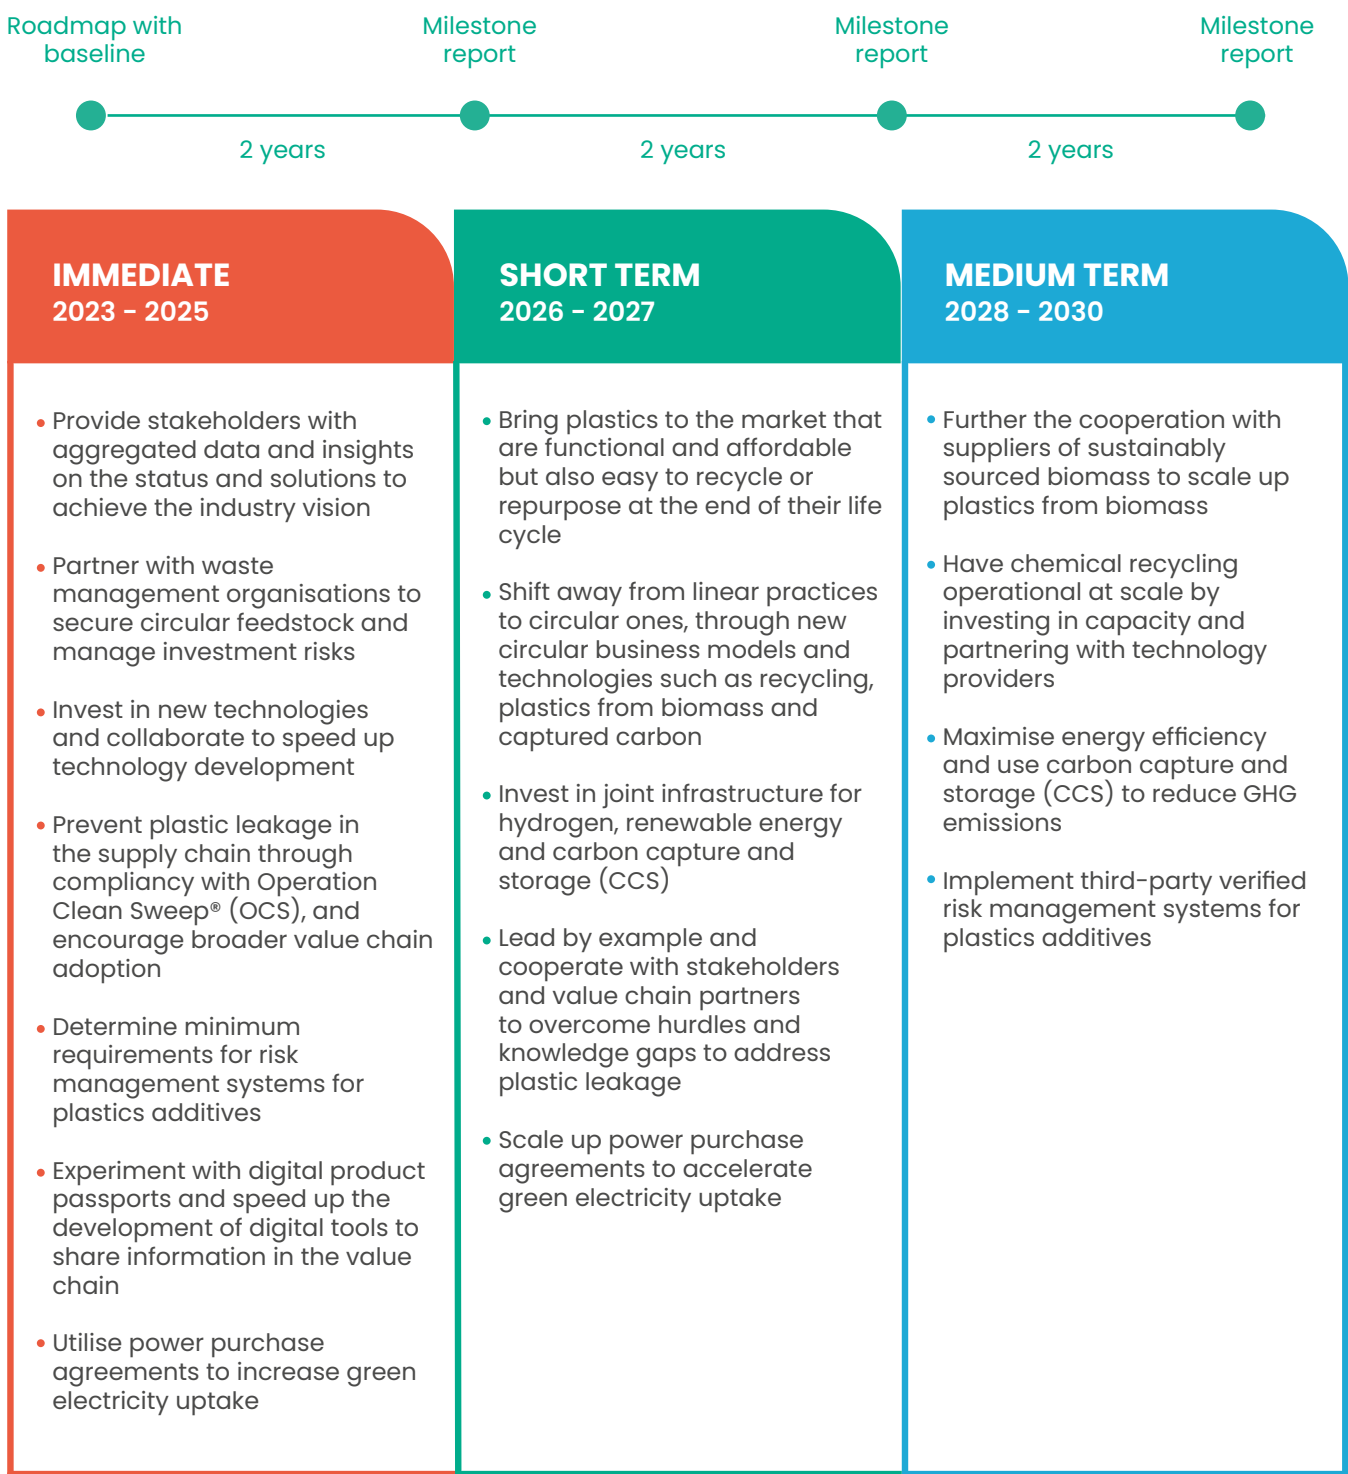 Roadmap with
baseline
Milestone
report
Milestone
report
Milestone
report
2 years
2 years
2 years
IMMEDIATE
2023 - 2025
• Provide stakeholders with
aggregated data and insights
on the status and solutions to
achieve the industry vision
• Partner with waste
management organisations to
secure circular feedstock and
manage investment risks
• Invest in new technologies
and collaborate to speed up
technology development
• Prevent plastic leakage in
the supply chain through
compliancy with Operation
Clean Sweep® (OCS), and
encourage broader value chain
adoption
• Determine minimum
requirements for risk
management systems for
plastics additives
• Experiment with digital product
passports and speed up the
development of digital tools to
share information in the value
chain
• Utilise power purchase
agreements to increase green
electricity uptake
SHORT TERM
2026 - 2027
• Bring plastics to the market that
are functional and affordable
but also easy to recycle or
repurpose at the end of their life
cycle
• Shift away from linear practices
to circular ones, through new
circular business models and
technologies such as recycling,
plastics from biomass and
captured carbon
• Invest in joint infrastructure for
hydrogen, renewable energy
and carbon capture and
storage (CCS)
• Lead by example and
cooperate with stakeholders
and value chain partners
to overcome hurdles and
knowledge gaps to address
plastic leakage
• Scale up power purchase
agreements to accelerate
green electricity uptake
MEDIUM TERM
2028 - 2030
• Further the cooperation with
suppliers of sustainably
sourced biomass to scale up
plastics from biomass
• Have chemical recycling
operational at scale by
investing in capacity and
partnering with technology
providers
• Maximise energy efficiency
and use carbon capture and
storage (CCS) to reduce GHG
emissions
• Implement third-party verified
risk management systems for
plastics additives